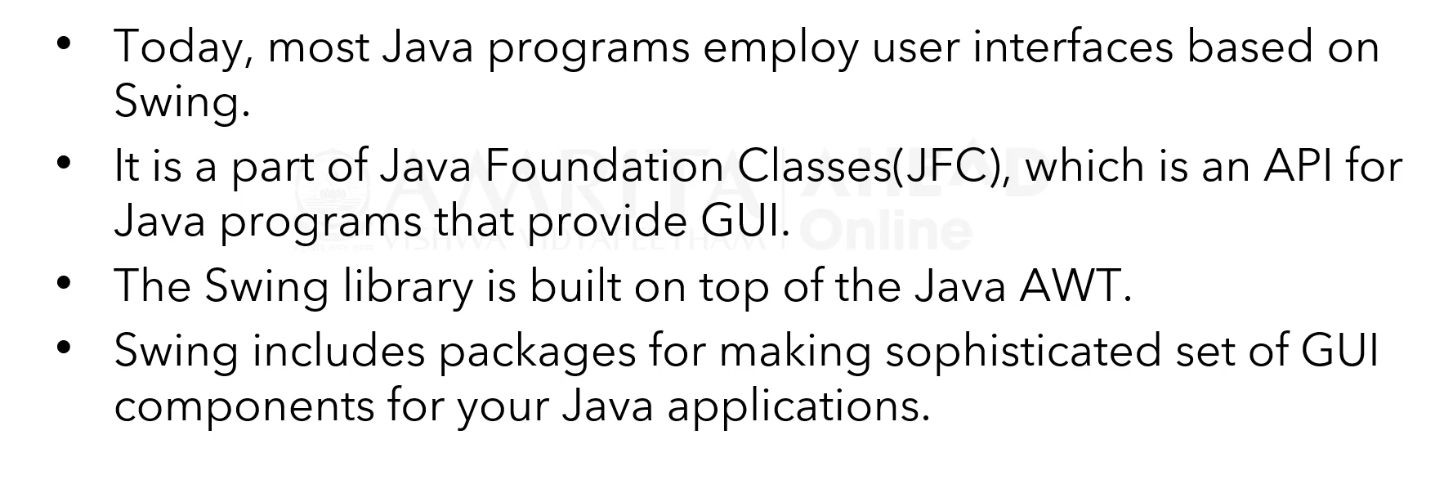 • Today, most Java programs employ user interfaces based on
Swing.
• It is a part of Java Foundation Classes(JFC), which is an API for
Java programs that provide GUI.
• The Swing library is built on top of the Java AWT.
• Swing includes packages for making sophisticated set of GUI
components for your Java applications.
AMRITA AHEAD
VISHWA VIDYAPEETHAM Online